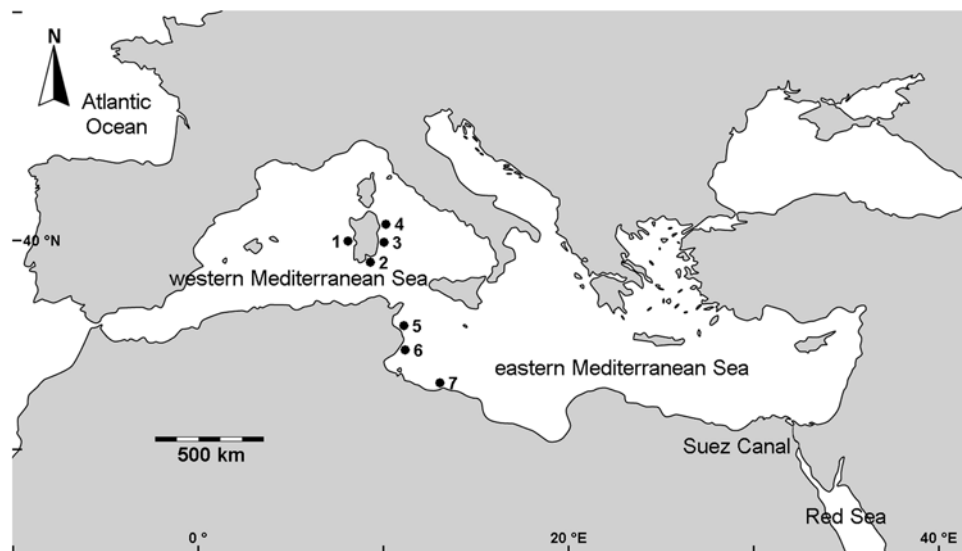 N
Atlantic
Ocean
4
40 °N
1
3
2
western Mediterranean Sea
5
6
eastern Mediterranean Sea
7
Suez Canal
500 km
Red Sea
0 °
20 °E
40 °E